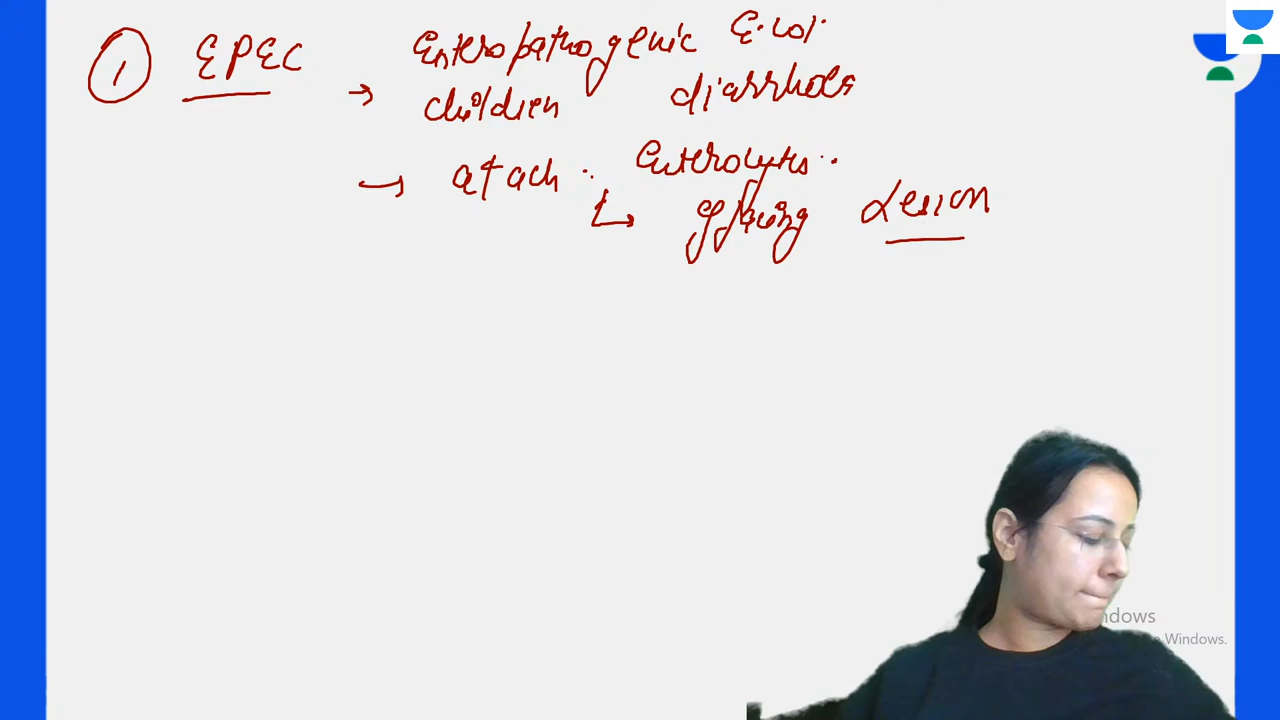 1 EPEC Enteropathogenic E.coli
→ children diarrhoea
→ attach .. Enterocytes ..
↳ effacing Lesion
ndows
Windows.